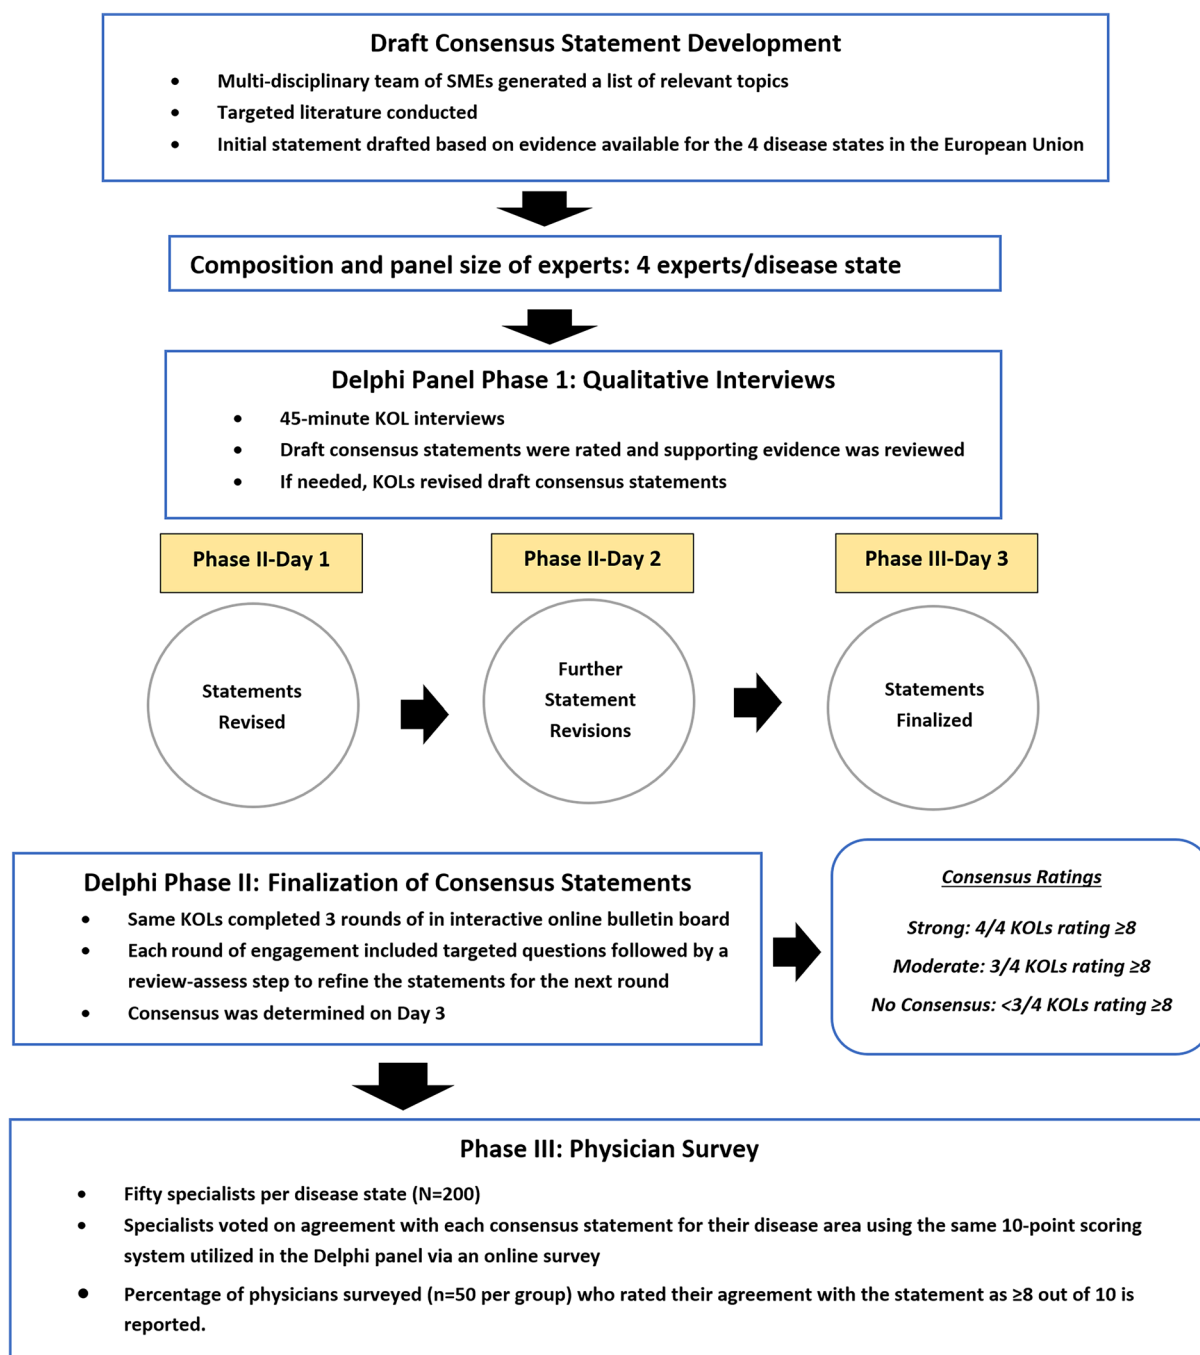 Draft Consensus Statement Development
• Multi-disciplinary team of SMEs generated a list of relevant topics
• Targeted literature conducted
• Initial statement drafted based on evidence available for the 4 disease states in the European Union
Composition and panel size of experts: 4 experts/disease state
Delphi Panel Phase 1: Qualitative Interviews
• 45-minute KOL interviews
• Draft consensus statements were rated and supporting evidence was reviewed
• If needed, KOLs revised draft consensus statements
Phase II-Day 1
Phase II-Day 2
Phase III-Day 3
Statements
Revised
Further
Statement
Revisions
Statements
Finalized
Delphi Phase II: Finalization of Consensus Statements
• Same KOLs completed 3 rounds of in interactive online bulletin board
• Each round of engagement included targeted questions followed by a
review-assess step to refine the statements for the next round
• Consensus was determined on Day 3
Consensus Ratings
Strong: 4/4 KOLs rating ≥8
Moderate: 3/4 KOLs rating ≥8
No Consensus: <3/4 KOLs rating ≥8
Phase III: Physician Survey
• Fifty specialists per disease state (N=200)
• Specialists voted on agreement with each consensus statement for their disease area using the same 10-point scoring
system utilized in the Delphi panel via an online survey
• Percentage of physicians surveyed (n=50 per group) who rated their agreement with the statement as ≥8 out of 10 is
reported.